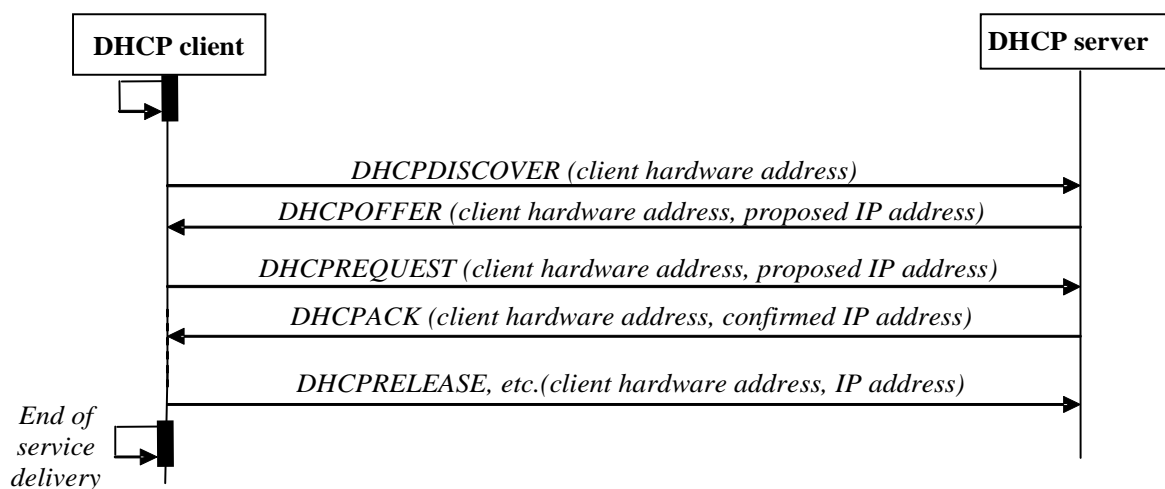 DHCP client
DHCP server
DHCPDISCOVER (client hardware address)
DHCPOFFER (client hardware address, proposed IP address)
DHCPREQUEST (client hardware address, proposed IP address)
DHCPACK (client hardware address, confirmed IP address)
DHCPRELEASE, etc.(client hardware address, IP address)
End of
service
delivery